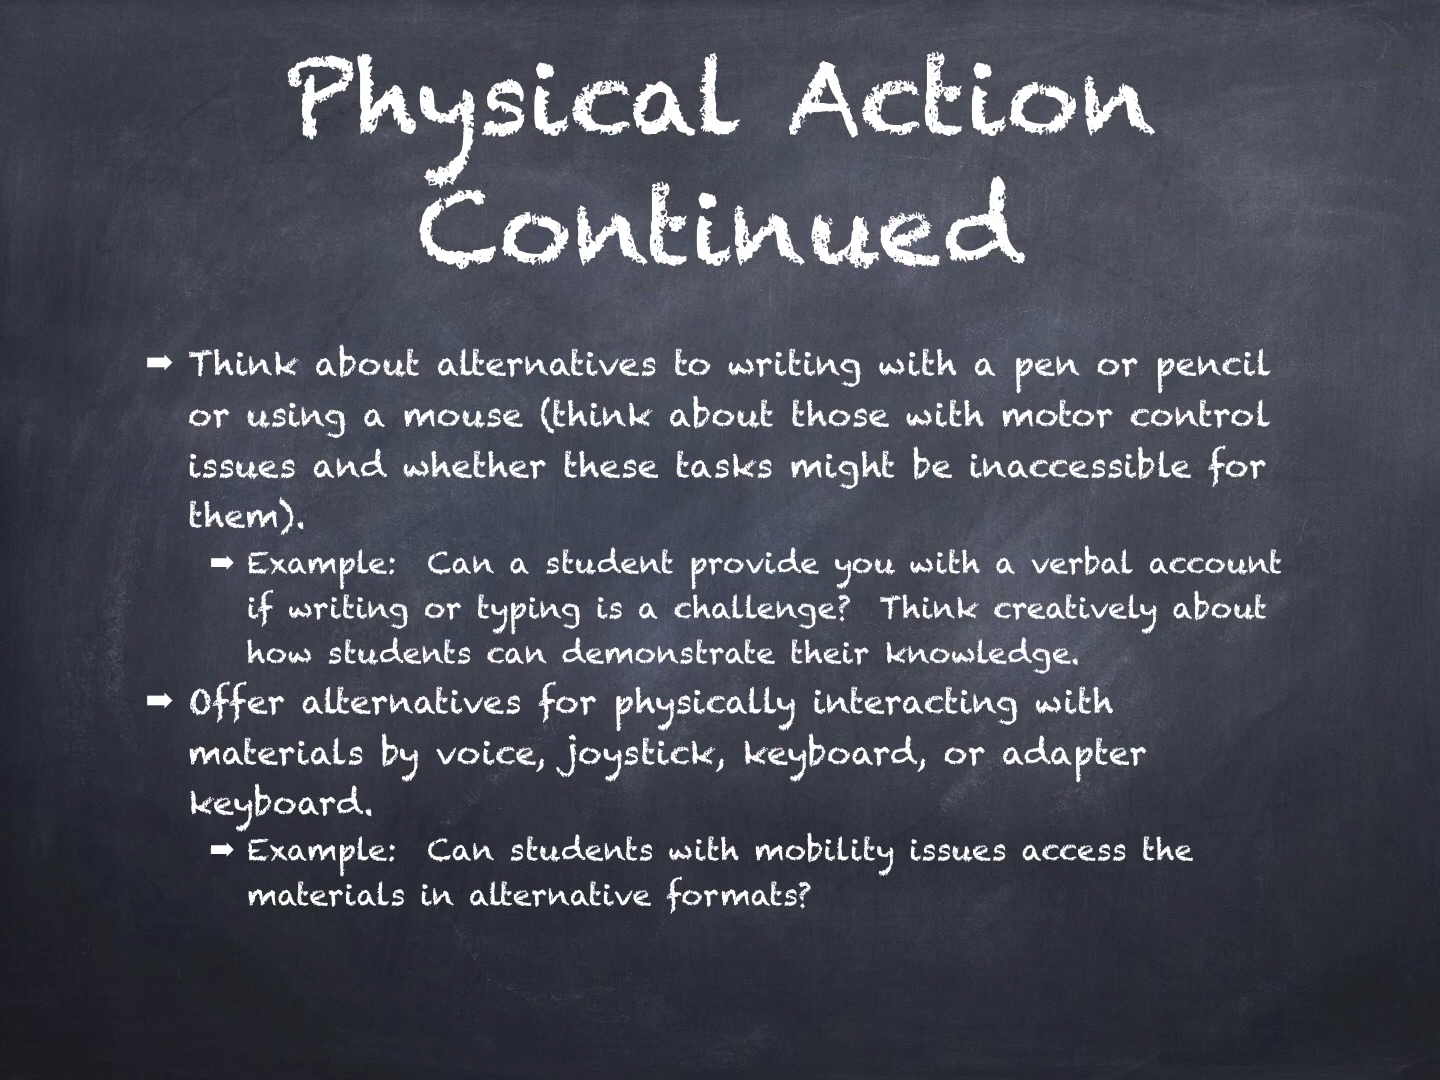 Physical Action
Continued
➡ Think about alternatives to writing with a pen or pencil
or using a mouse (think about those with motor control
issues and whether these tasks might be inaccessible for
them).
➡ Example:  Can a student provide you with a verbal account
if writing or typing is a challenge?  Think creatively about
how students can demonstrate their knowledge.
➡ Offer alternatives for physically interacting with
materials by voice, joystick, keyboard, or adapter
keyboard.
➡ Example:  Can students with mobility issues access the
materials in alternative formats?